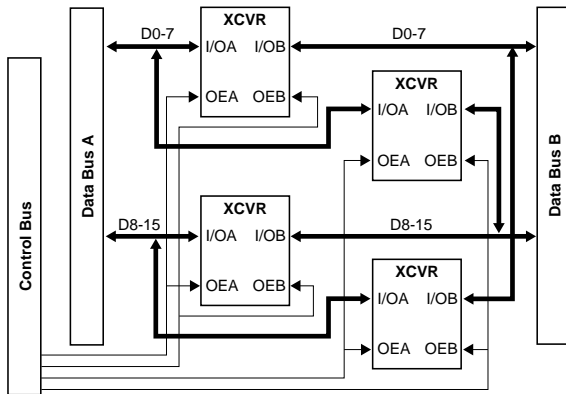 XCVR
D0-7
I/OA I/OB
D0-7
OEA OEB
XCVR
I/OA I/OB
OEA OEB
XCVR
D8-15
I/OA I/OB
D8-15
OEA OEB
XCVR
I/OA I/OB
OEA OEB
Control Bus
Data Bus A
Data Bus B